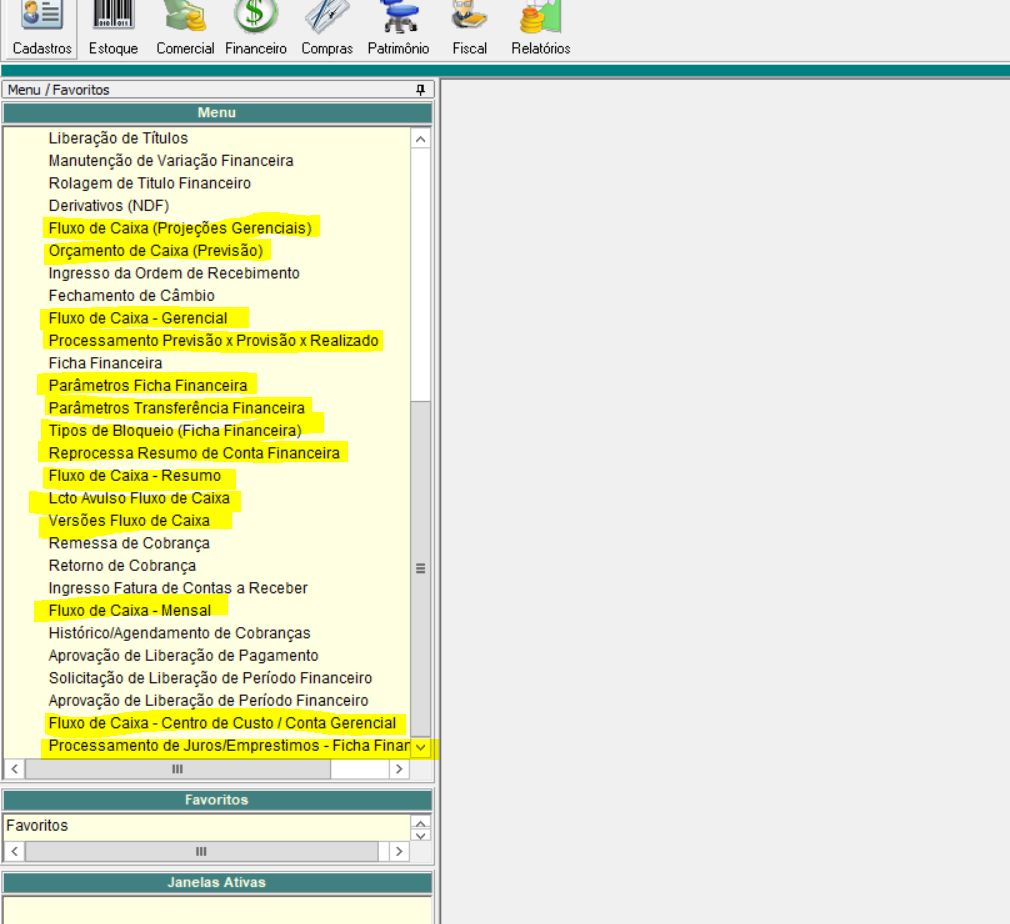 Cadastros Estoque Comercial Financeiro Compras Patrimônio Fiscal Relatórios
Menu / Favoritos
Menu
Liberação de Títulos
Manutenção de Variação Financeira
Rolagem de Titulo Financeiro
Derivativos (NDF)
Fluxo de Caixa (Projeções Gerenciais)
Orçamento de Caixa (Previsão)
Ingresso da Ordem de Recebimento
Fechamento de Câmbio
Fluxo de Caixa - Gerencial
Processamento Previsão x Provisão x Realizado
Ficha Financeira
Parâmetros Ficha Financeira
Parâmetros Transferência Financeira
Tipos de Bloqueio (Ficha Financeira)
Reprocessa Resumo de Conta Financeira
Fluxo de Caixa - Resumo
Lcto Avulso Fluxo de Caixa
Versões Fluxo de Caixa
Remessa de Cobrança
Retorno de Cobrança
Ingresso Fatura de Contas a Receber
Fluxo de Caixa - Mensal
Histórico/Agendamento de Cobranças
Aprovação de Liberação de Pagamento
Solicitação de Liberação de Período Financeiro
Aprovação de Liberação de Período Financeiro
Fluxo de Caixa - Centro de Custo / Conta Gerencial
Processamento de Juros/Emprestimos - Ficha Finar
Favoritos
Favoritos
Janelas Ativas